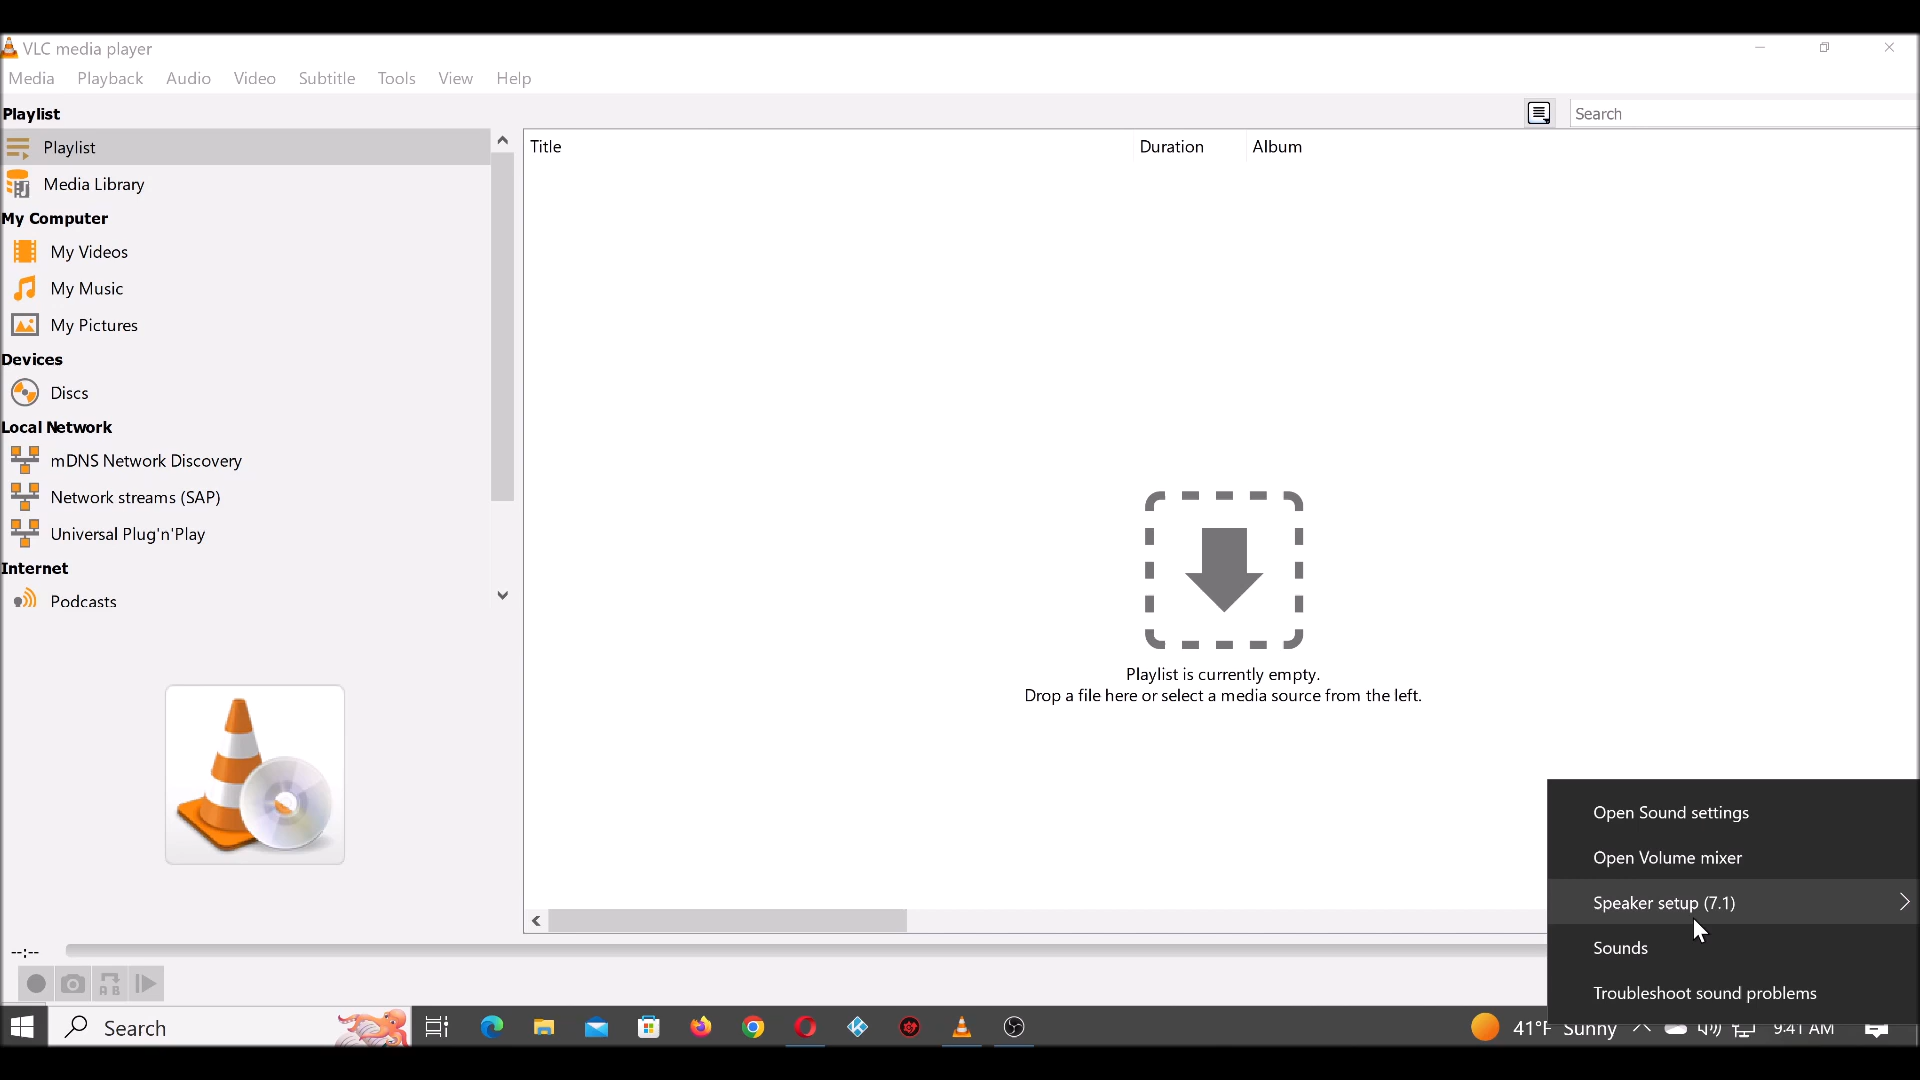 VLC media player
Media Playback Audio Video Subtitle Tools View Help
Playlist
Search
Playlist
Title Duration Album
Media Library
My Computer
My Videos
My Music
My Pictures
Devices
Discs
Local Network
mDNS Network Discovery
Network streams (SAP)
Universal Plug'n'Play
Internet
Podcasts
Playlist is currently empty.
Drop a file here or select a media source from the left.
Open Sound settings
Open Volume mixer
Speaker setup (7.1)
Sounds
Troubleshoot sound problems
--:--
A B
Search
41°F Sunny
9:41 AM